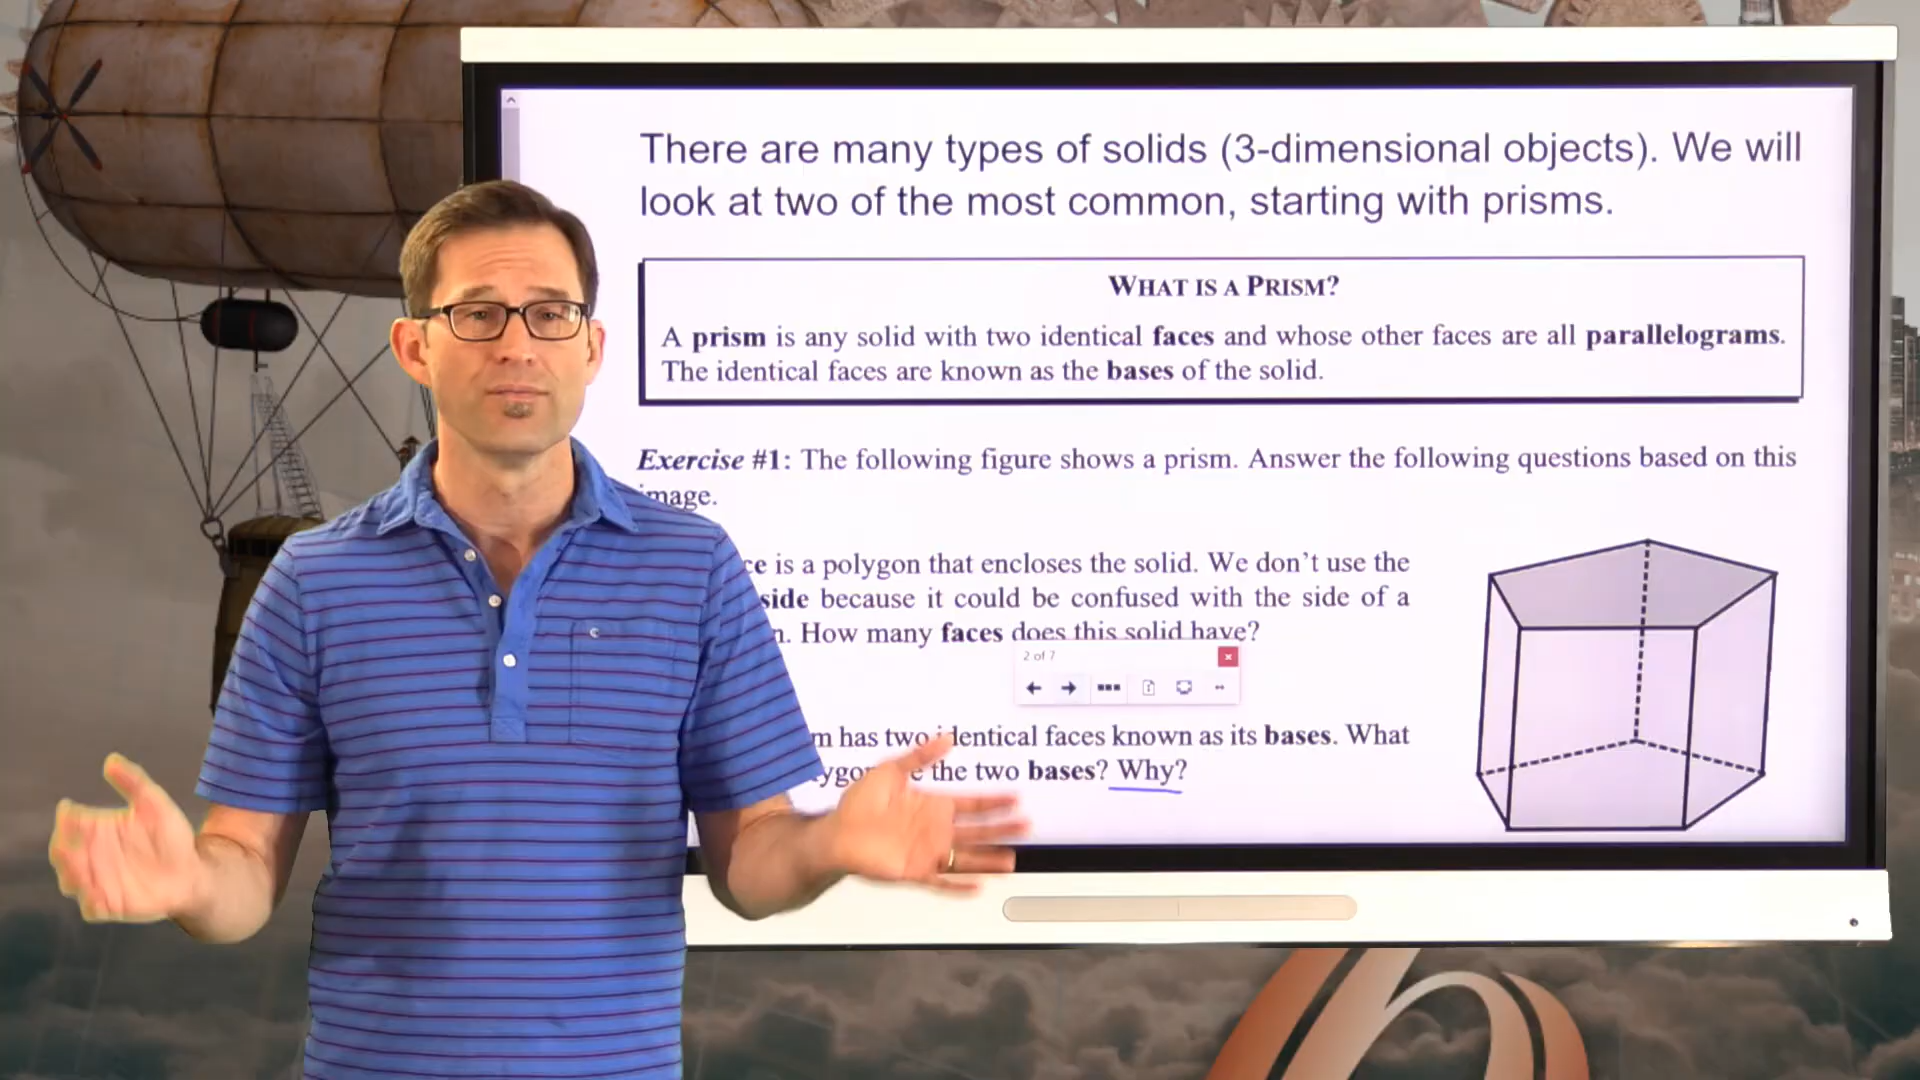 There are many types of solids (3-dimensional objects). We will
look at two of the most common, starting with prisms.
WHAT IS A PRISM?
A prism is any solid with two identical faces and whose other faces are all parallelograms.
The identical faces are known as the bases of the solid.
Exercise #1: The following figure shows a prism. Answer the following questions based on this
image.
ce is a polygon that encloses the solid. We don't use the
side because it could be confused with the side of a
n. How many faces does this solid have?
2 of 7
m has two identical faces known as its bases. What
ygon the two bases? Why?